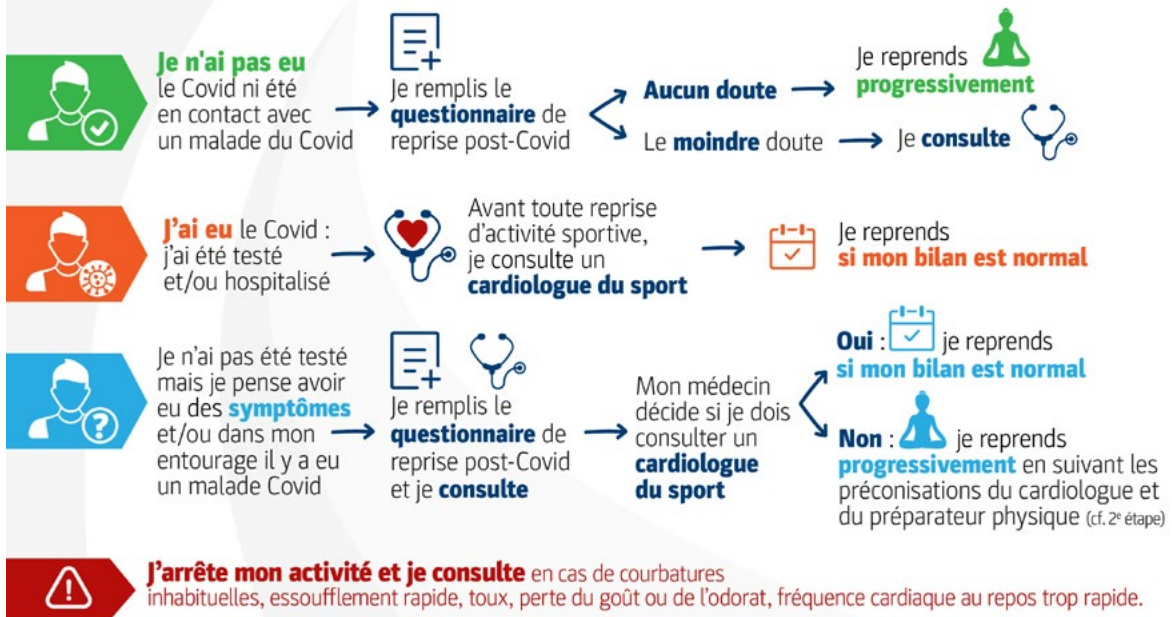 Je n'ai pas eu
le Covid ni été
en contact avec
un malade du Covid
Je remplis le
questionnaire de
reprise post-Covid
Aucun doute
Je reprends
progressivement
Le moindre doute
Je consulte
J'ai eu le Covid :
j'ai été testé
et/ou hospitalisé
Avant toute reprise
d'activité sportive,
je consulte un
cardiologue du sport
Je reprends
si mon bilan est normal
Je n'ai pas été testé
mais je pense avoir
eu des symptômes
et/ou dans mon
entourage il y a eu
un malade Covid
Je remplis le
questionnaire de
reprise post-Covid
et je consulte
Mon médecin
décide si je dois
consulter un
cardiologue
du sport
Oui : je reprends
si mon bilan est normal
Non : je reprends
progressivement en suivant les
préconisations du cardiologue et
du préparateur physique (cf. 2e étape)
J'arrête mon activité et je consulte en cas de courbatures
inhabituelles, essoufflement rapide, toux, perte du goût ou de l'odorat, fréquence cardiaque au repos trop rapide.